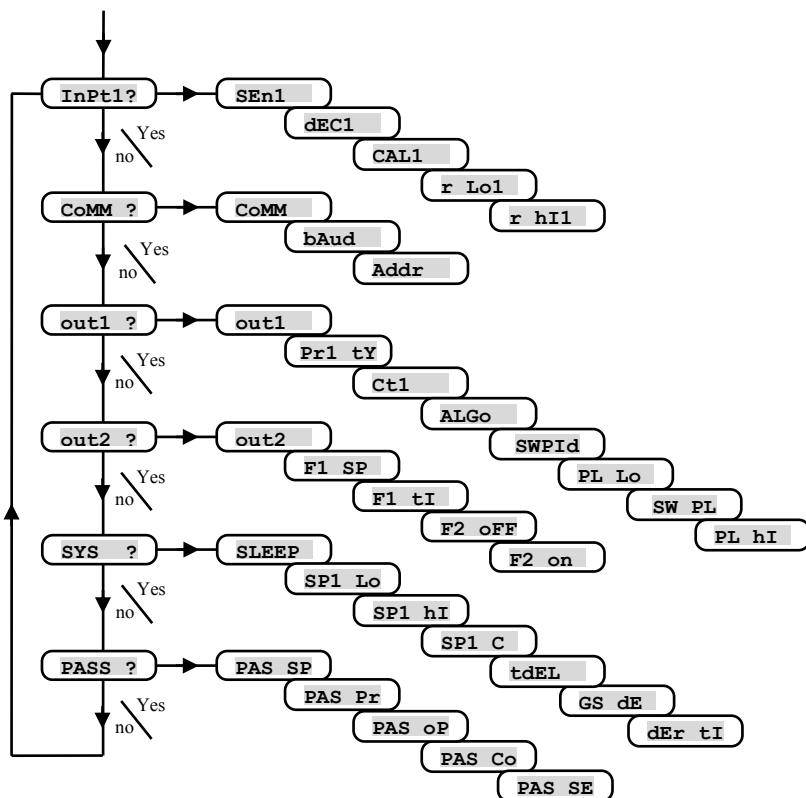 InPt1?
SEn1
dEC1
CAL1
r Lo1
r hI1
Yes
no
CoMM ?
CoMM
bAud
Addr
Yes
no
out1 ?
out1
Pr1 tY
Ct1
ALGo
SWPId
PL Lo
SW PL
PL hI
Yes
no
out2 ?
out2
F1 SP
F1 tI
F2 oFF
F2 on
Yes
no
SYS ?
SLEEP
SP1 Lo
SP1 hI
SP1 C
tdEL
GS dE
dEr tI
Yes
no
PASS ?
PAS SP
PAS Pr
PAS oP
PAS Co
PAS SE
Yes
no